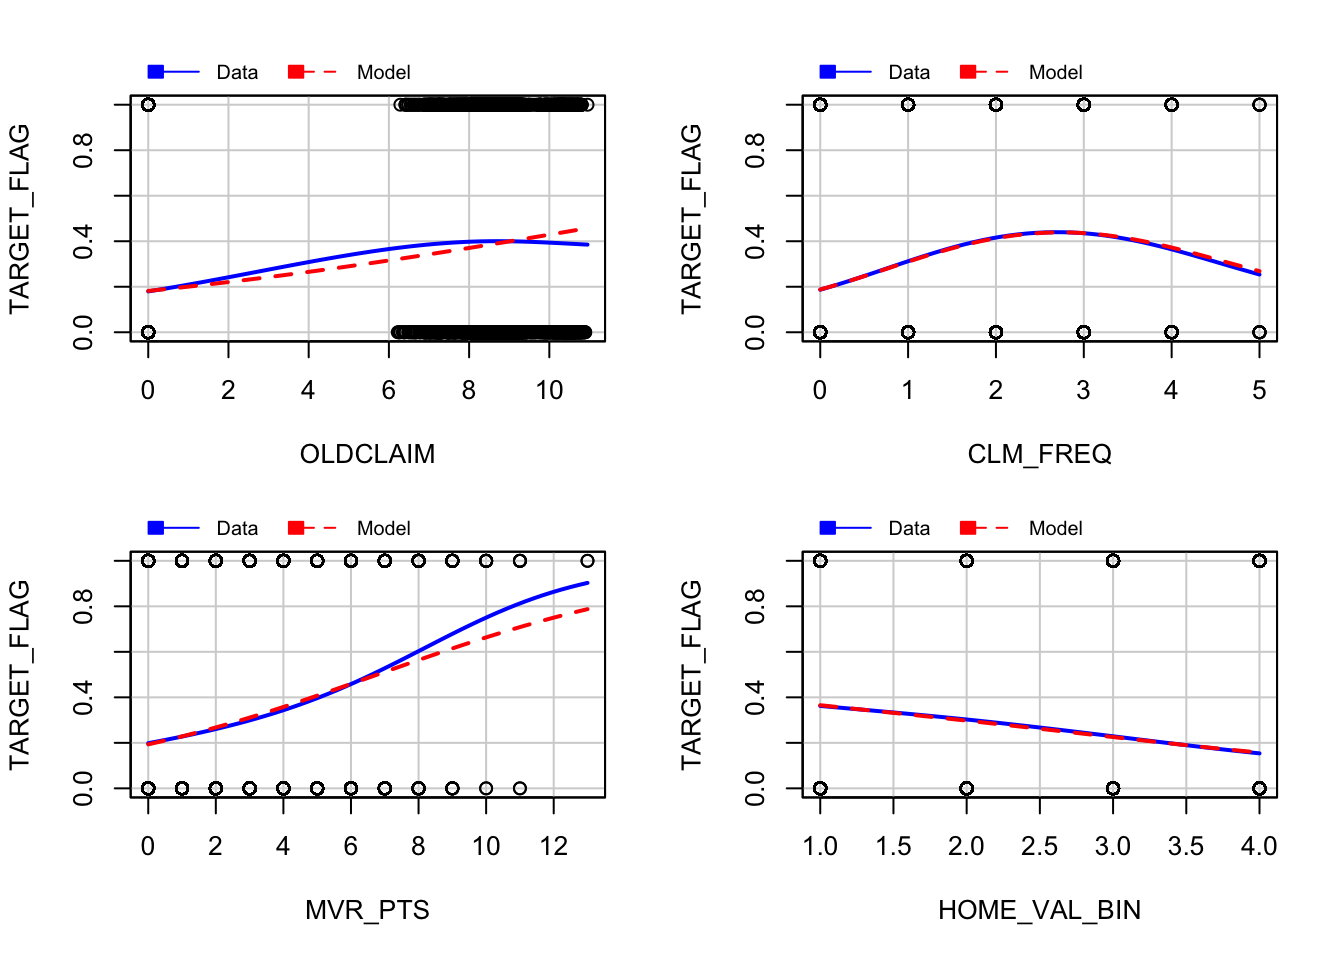 Data Model
TARGET_FLAG
0.0 0.4 0.8
0 2 4 6 8 10
OLDCLAIM
Data Model
TARGET_FLAG
0.0 0.4 0.8
0 1 2 3 4 5
CLM_FREQ
Data Model
TARGET_FLAG
0.0 0.4 0.8
0 2 4 6 8 10 12
MVR_PTS
Data Model
TARGET_FLAG
0.0 0.4 0.8
1.0 1.5 2.0 2.5 3.0 3.5 4.0
HOME_VAL_BIN